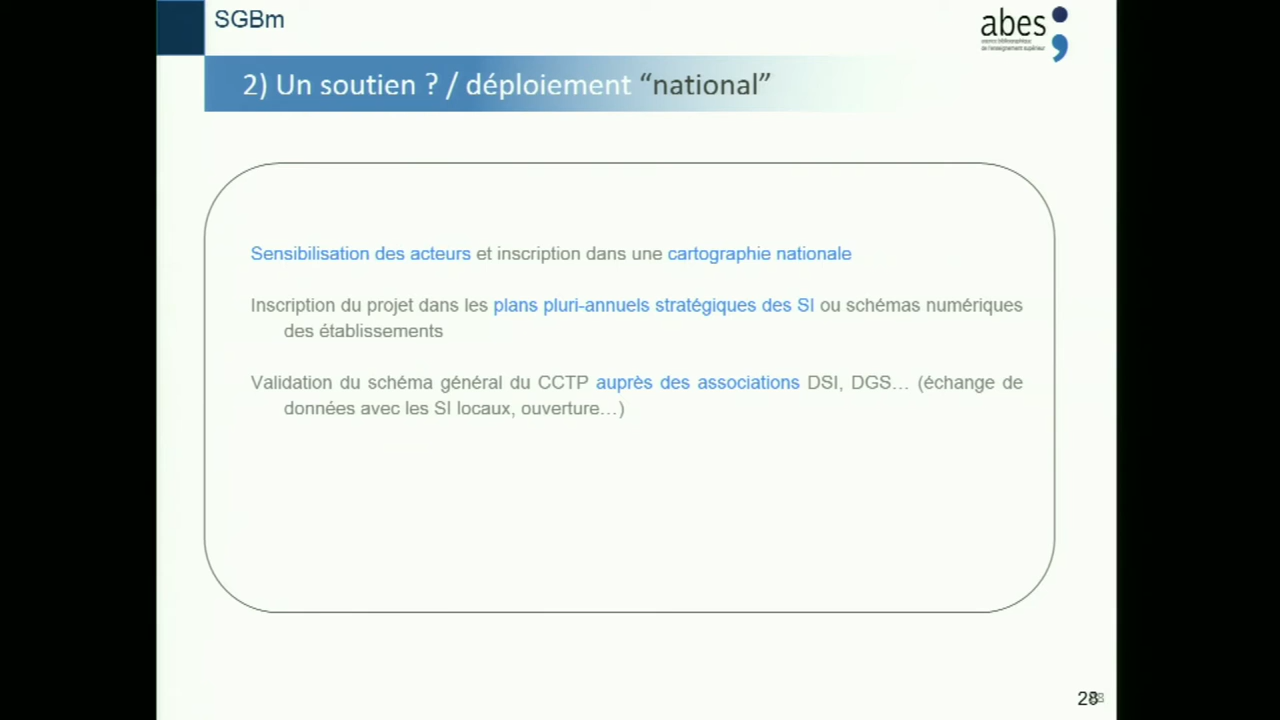 SGBm
abes
2) Un soutien ? / déploiement “national”
Sensibilisation des acteurs et inscription dans une cartographie nationale
Inscription du projet dans les plans pluri-annuels stratégiques des SI ou schémas numériques
des établissements
Validation du schéma général du CCTP auprès des associations DSI, DGS… (échange de
données avec les SI locaux, ouverture…)
28